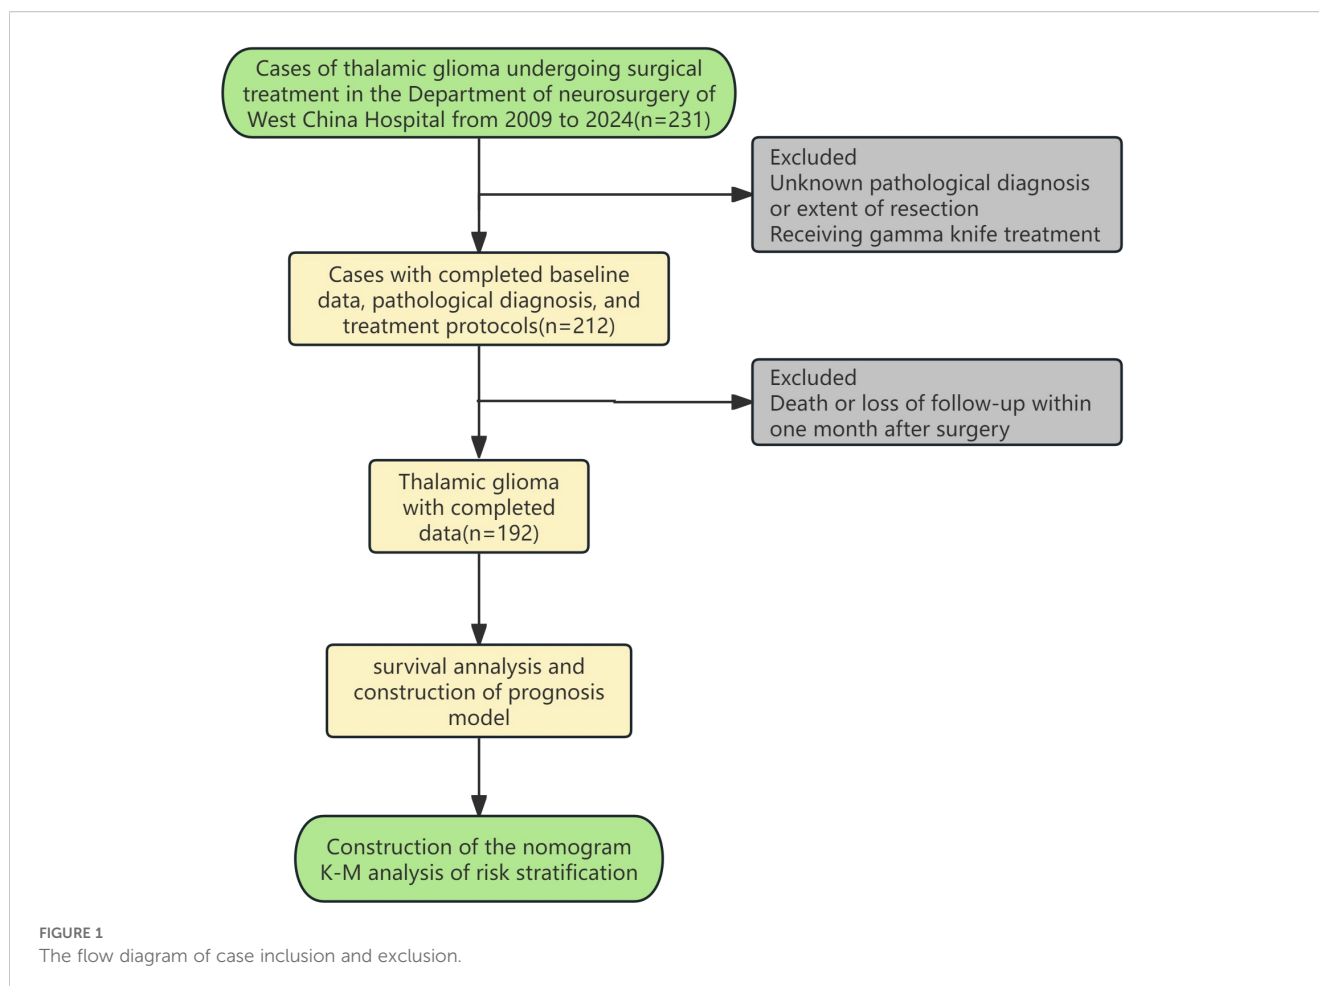 Cases of thalamic glioma undergoing surgical
treatment in the Department of neurosurgery of
West China Hospital from 2009 to 2024(n=231)
Excluded
Unknown pathological diagnosis
or extent of resection
Receiving gamma knife treatment
Cases with completed baseline
data, pathological diagnosis, and
treatment protocols(n=212)
Excluded
Death or loss of follow-up within
one month after surgery
Thalamic glioma
with completed
data(n=192)
survival annalysis and
construction of prognosis
model
Construction of the nomogram
K-M analysis of risk stratification
FIGURE 1
The flow diagram of case inclusion and exclusion.